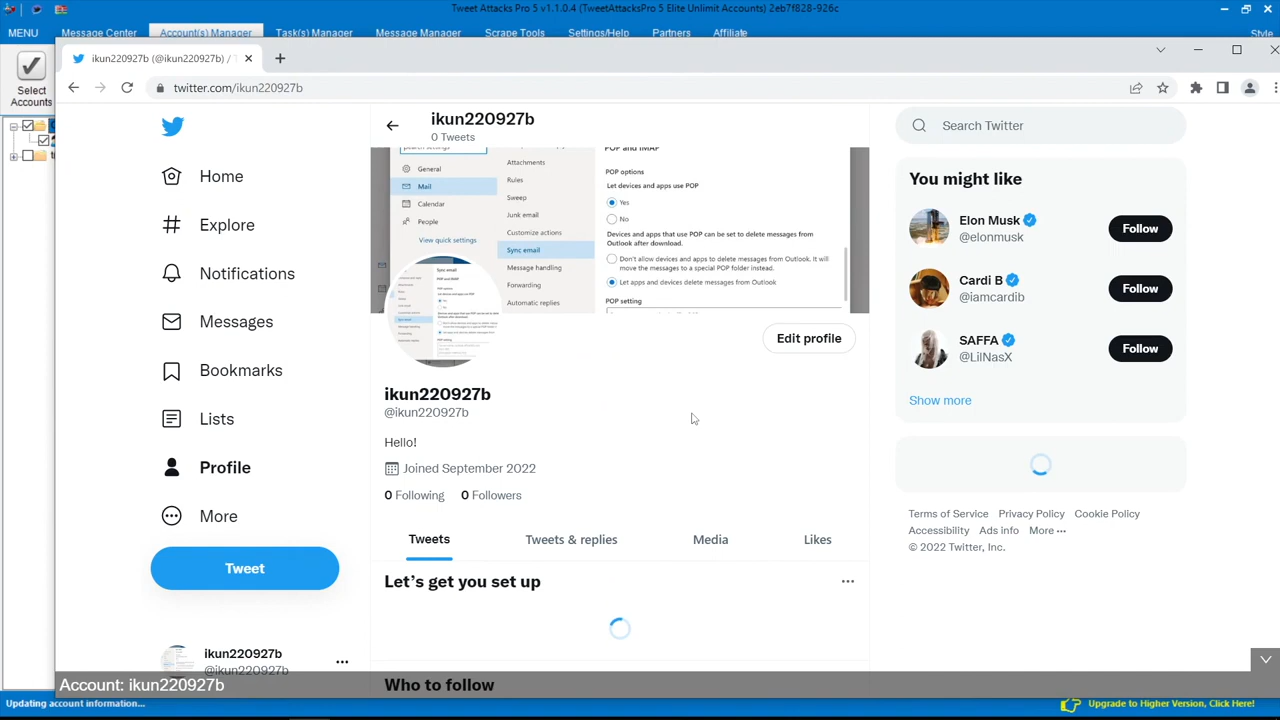 Tweet Attacks Pro 5 v1.1.0.4 (TweetAttacksPro 5 Elite Unlimit Accounts) 2eb7f828-926c
MENU Message Center Account(s) Manager Task(s) Manager Message Manager Scrape Tools Settings/Help Partners Affiliate Style
Select
Accounts
ikun220927b (@ikun220927b) / T
twitter.com/ikun220927b
Home
Explore
Notifications
Messages
Bookmarks
Lists
Profile
More
Tweet
ikun220927b
@ikun220927b
ikun220927b
0 Tweets
General
Mail
Calendar
People
View quick settings
Attachments
Rules
Sweep
Junk email
Customize actions
Sync email
Message handling
Forwarding
Automatic replies
POP and IMAP
POP options
Let devices and apps use POP
Yes
No
Devices and apps that use POP can be set to delete messages from
Outlook after download.
Don't allow devices and apps to delete messages from Outlook. It will
move the messages to a special POP folder instead.
Let apps and devices delete messages from Outlook
POP setting
Sync email
Edit profile
ikun220927b
@ikun220927b
Hello!
Joined September 2022
0 Following 0 Followers
Tweets Tweets & replies Media Likes
Let's get you set up
Who to follow
Search Twitter
You might like
Elon Musk
@elonmusk
Follow
Cardi B
@iamcardib
Follow
SAFFA
@LilNasX
Follow
Show more
Terms of Service Privacy Policy Cookie Policy
Accessibility Ads info More ···
© 2022 Twitter, Inc.
Account: ikun220927b
Updating account information...
Upgrade to Higher Version, Click Here!